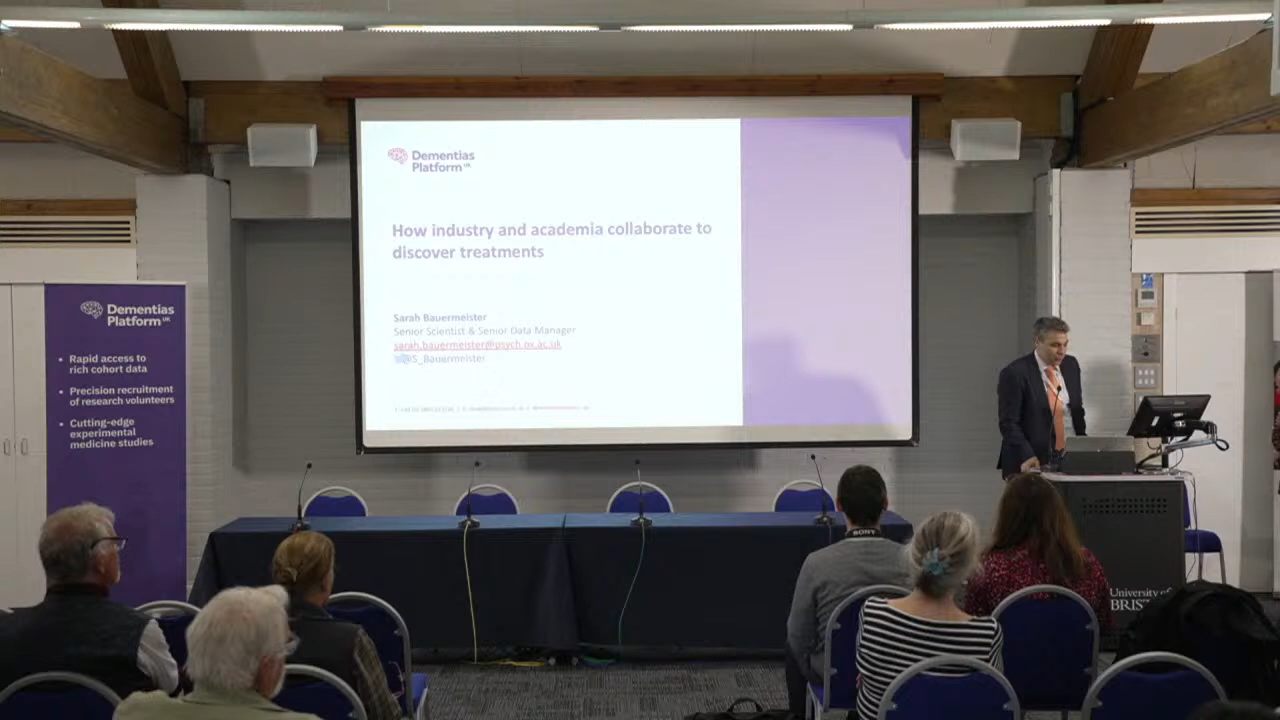 Dementias
Platform UK
How industry and academia collaborate to
discover treatments
Sarah Bauermeister
Senior Scientist & Senior Data Manager
sarah.bauermeister@psych.ox.ac.uk
S_Bauermeister
Dementias
Platform UK
• Rapid access to
rich cohort data
• Precision recruitment
of research volunteers
• Cutting-edge
experimental
medicine studies
SONY
University of
BRIS